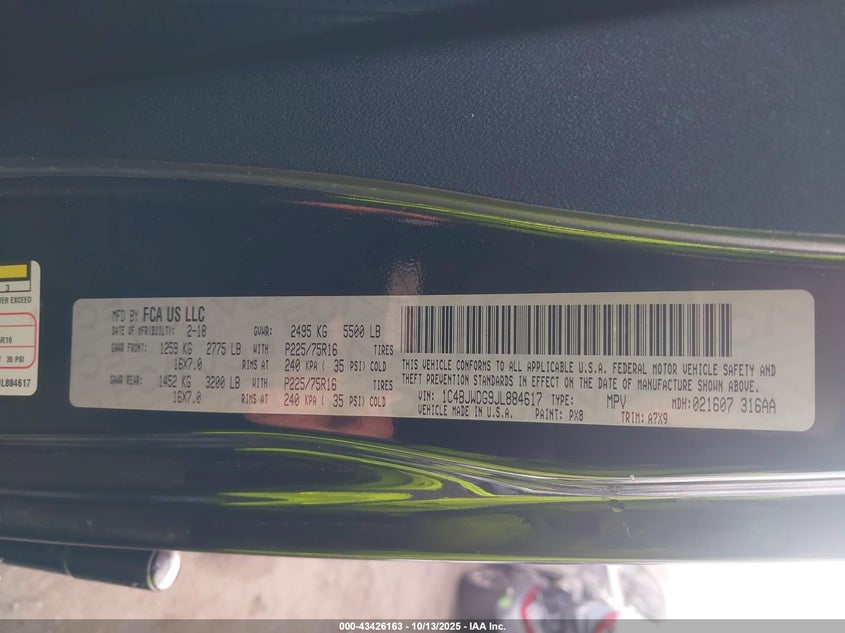 3
VER EXCEED
R16
35 PSI
JL884617
MFD BY FCA US LLC
DATE OF MFR(BUILT): 2-18 GVWR: 2495 KG 5500 LB
GAWR FRONT: 1259 KG 2775 LB WITH P225/75R16 TIRES
16X7.0 RIMS AT 240 KPA ( 35 PSI) COLD
GAWR REAR: 1452 KG 3200 LB WITH P225/75R16 TIRES
16X7.0 RIMS AT 240 KPA ( 35 PSI) COLD
THIS VEHICLE CONFORMS TO ALL APPLICABLE U.S.A. FEDERAL MOTOR VEHICLE SAFETY AND
THEFT PREVENTION STANDARDS IN EFFECT ON THE DATE OF MANUFACTURE SHOWN ABOVE.
VIN: 1C4BJWDG9JL884617 TYPE: MPV MDH: 021607 316AA
VEHICLE MADE IN U.S.A. PAINT: PX8 TRIM: A7X9
000-43426163 - 10/13/2025 - IAA Inc.